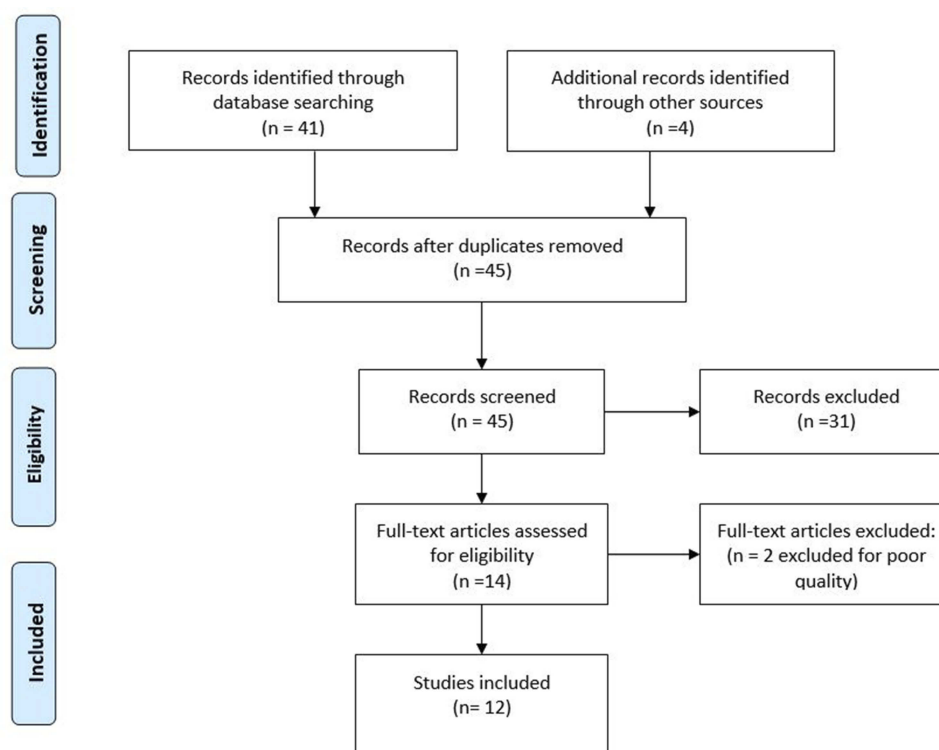 Identification
Records identified through
database searching
(n = 41)
Additional records identified
through other sources
(n =4)
Screening
Records after duplicates removed
(n =45)
Eligibility
Records screened
(n = 45)
Records excluded
(n =31)
Full-text articles assessed
for eligibility
(n =14)
Full-text articles excluded:
(n = 2 excluded for poor
quality)
Included
Studies included
(n= 12)